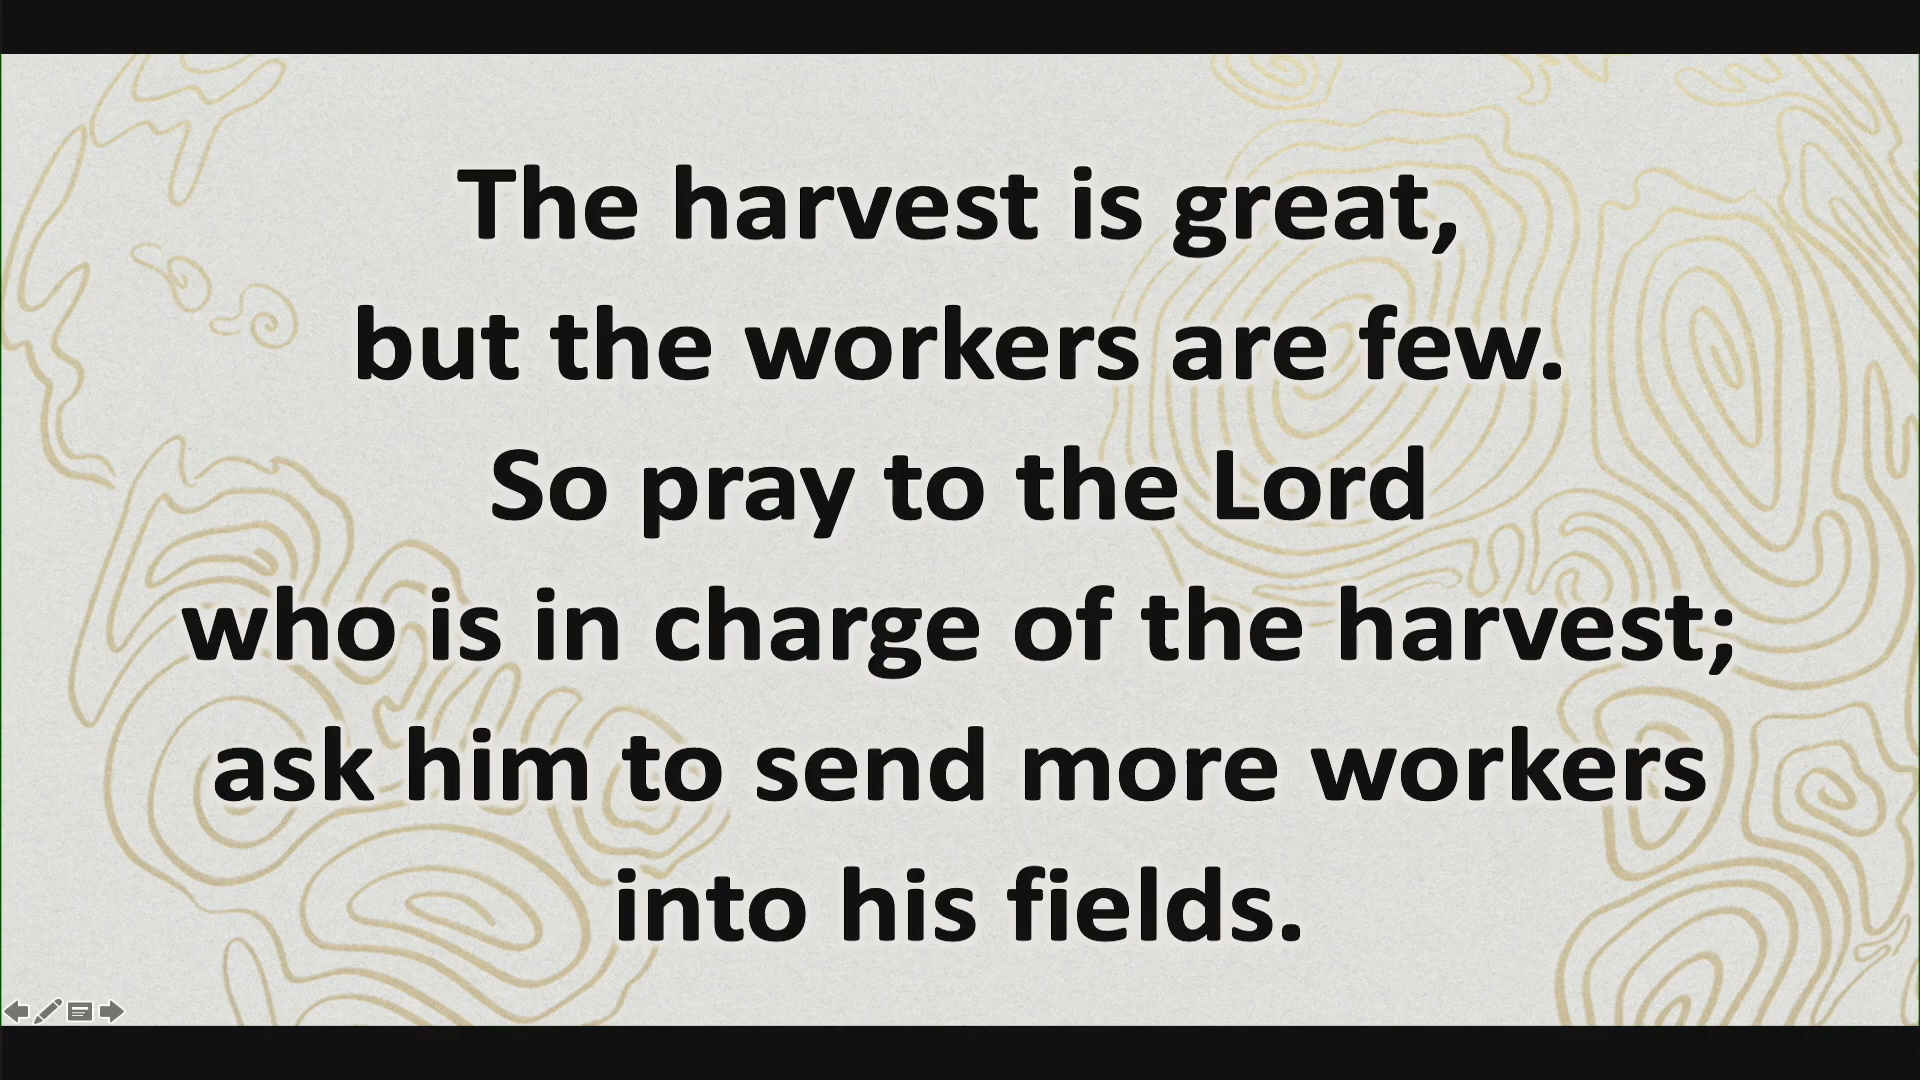 The harvest is great,
but the workers are few.
So pray to the Lord
who is in charge of the harvest;
ask him to send more workers
into his fields.